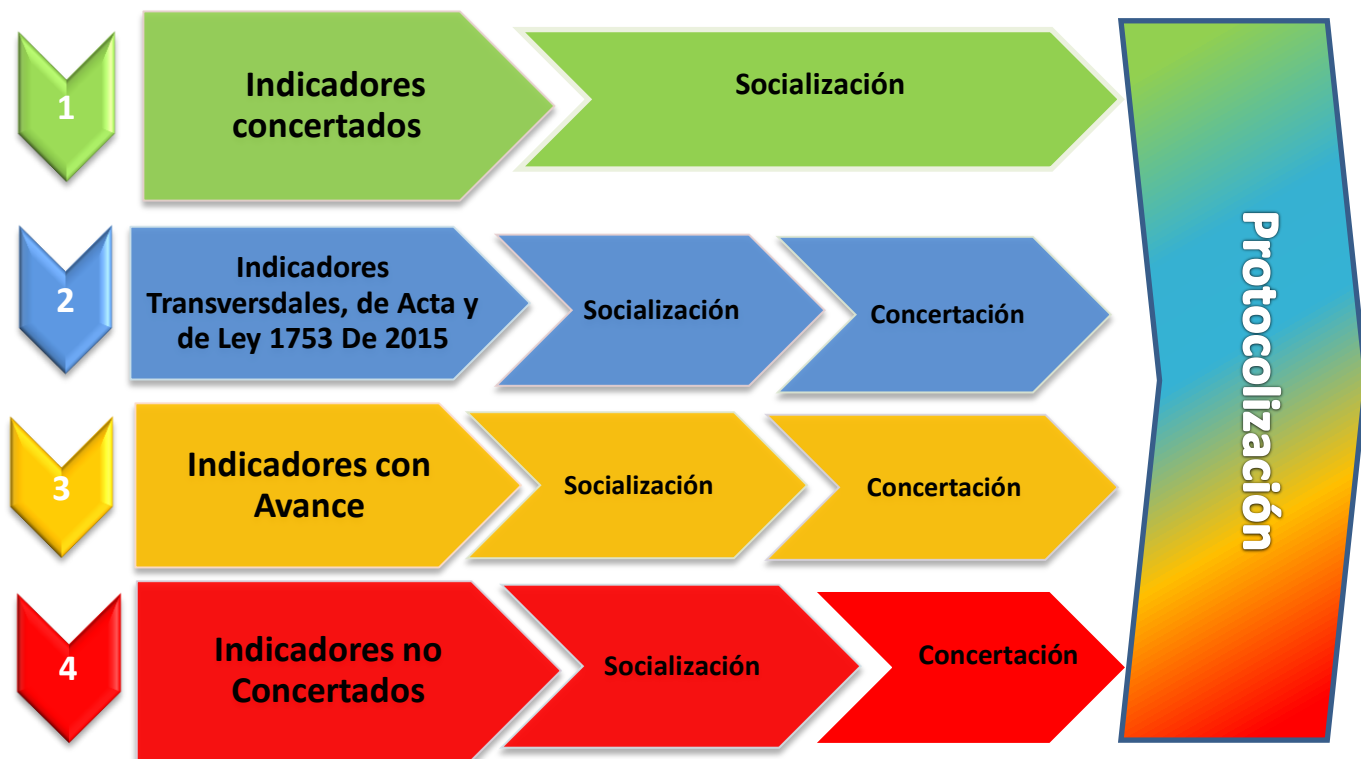 1
Indicadores
concertados
Socialización
2
Indicadores
Transversdales, de Acta y
de Ley 1753 De 2015
Socialización
Concertación
3
Indicadores con
Avance
Socialización
Concertación
4
Indicadores no
Concertados
Socialización
Concertación
Protocolización